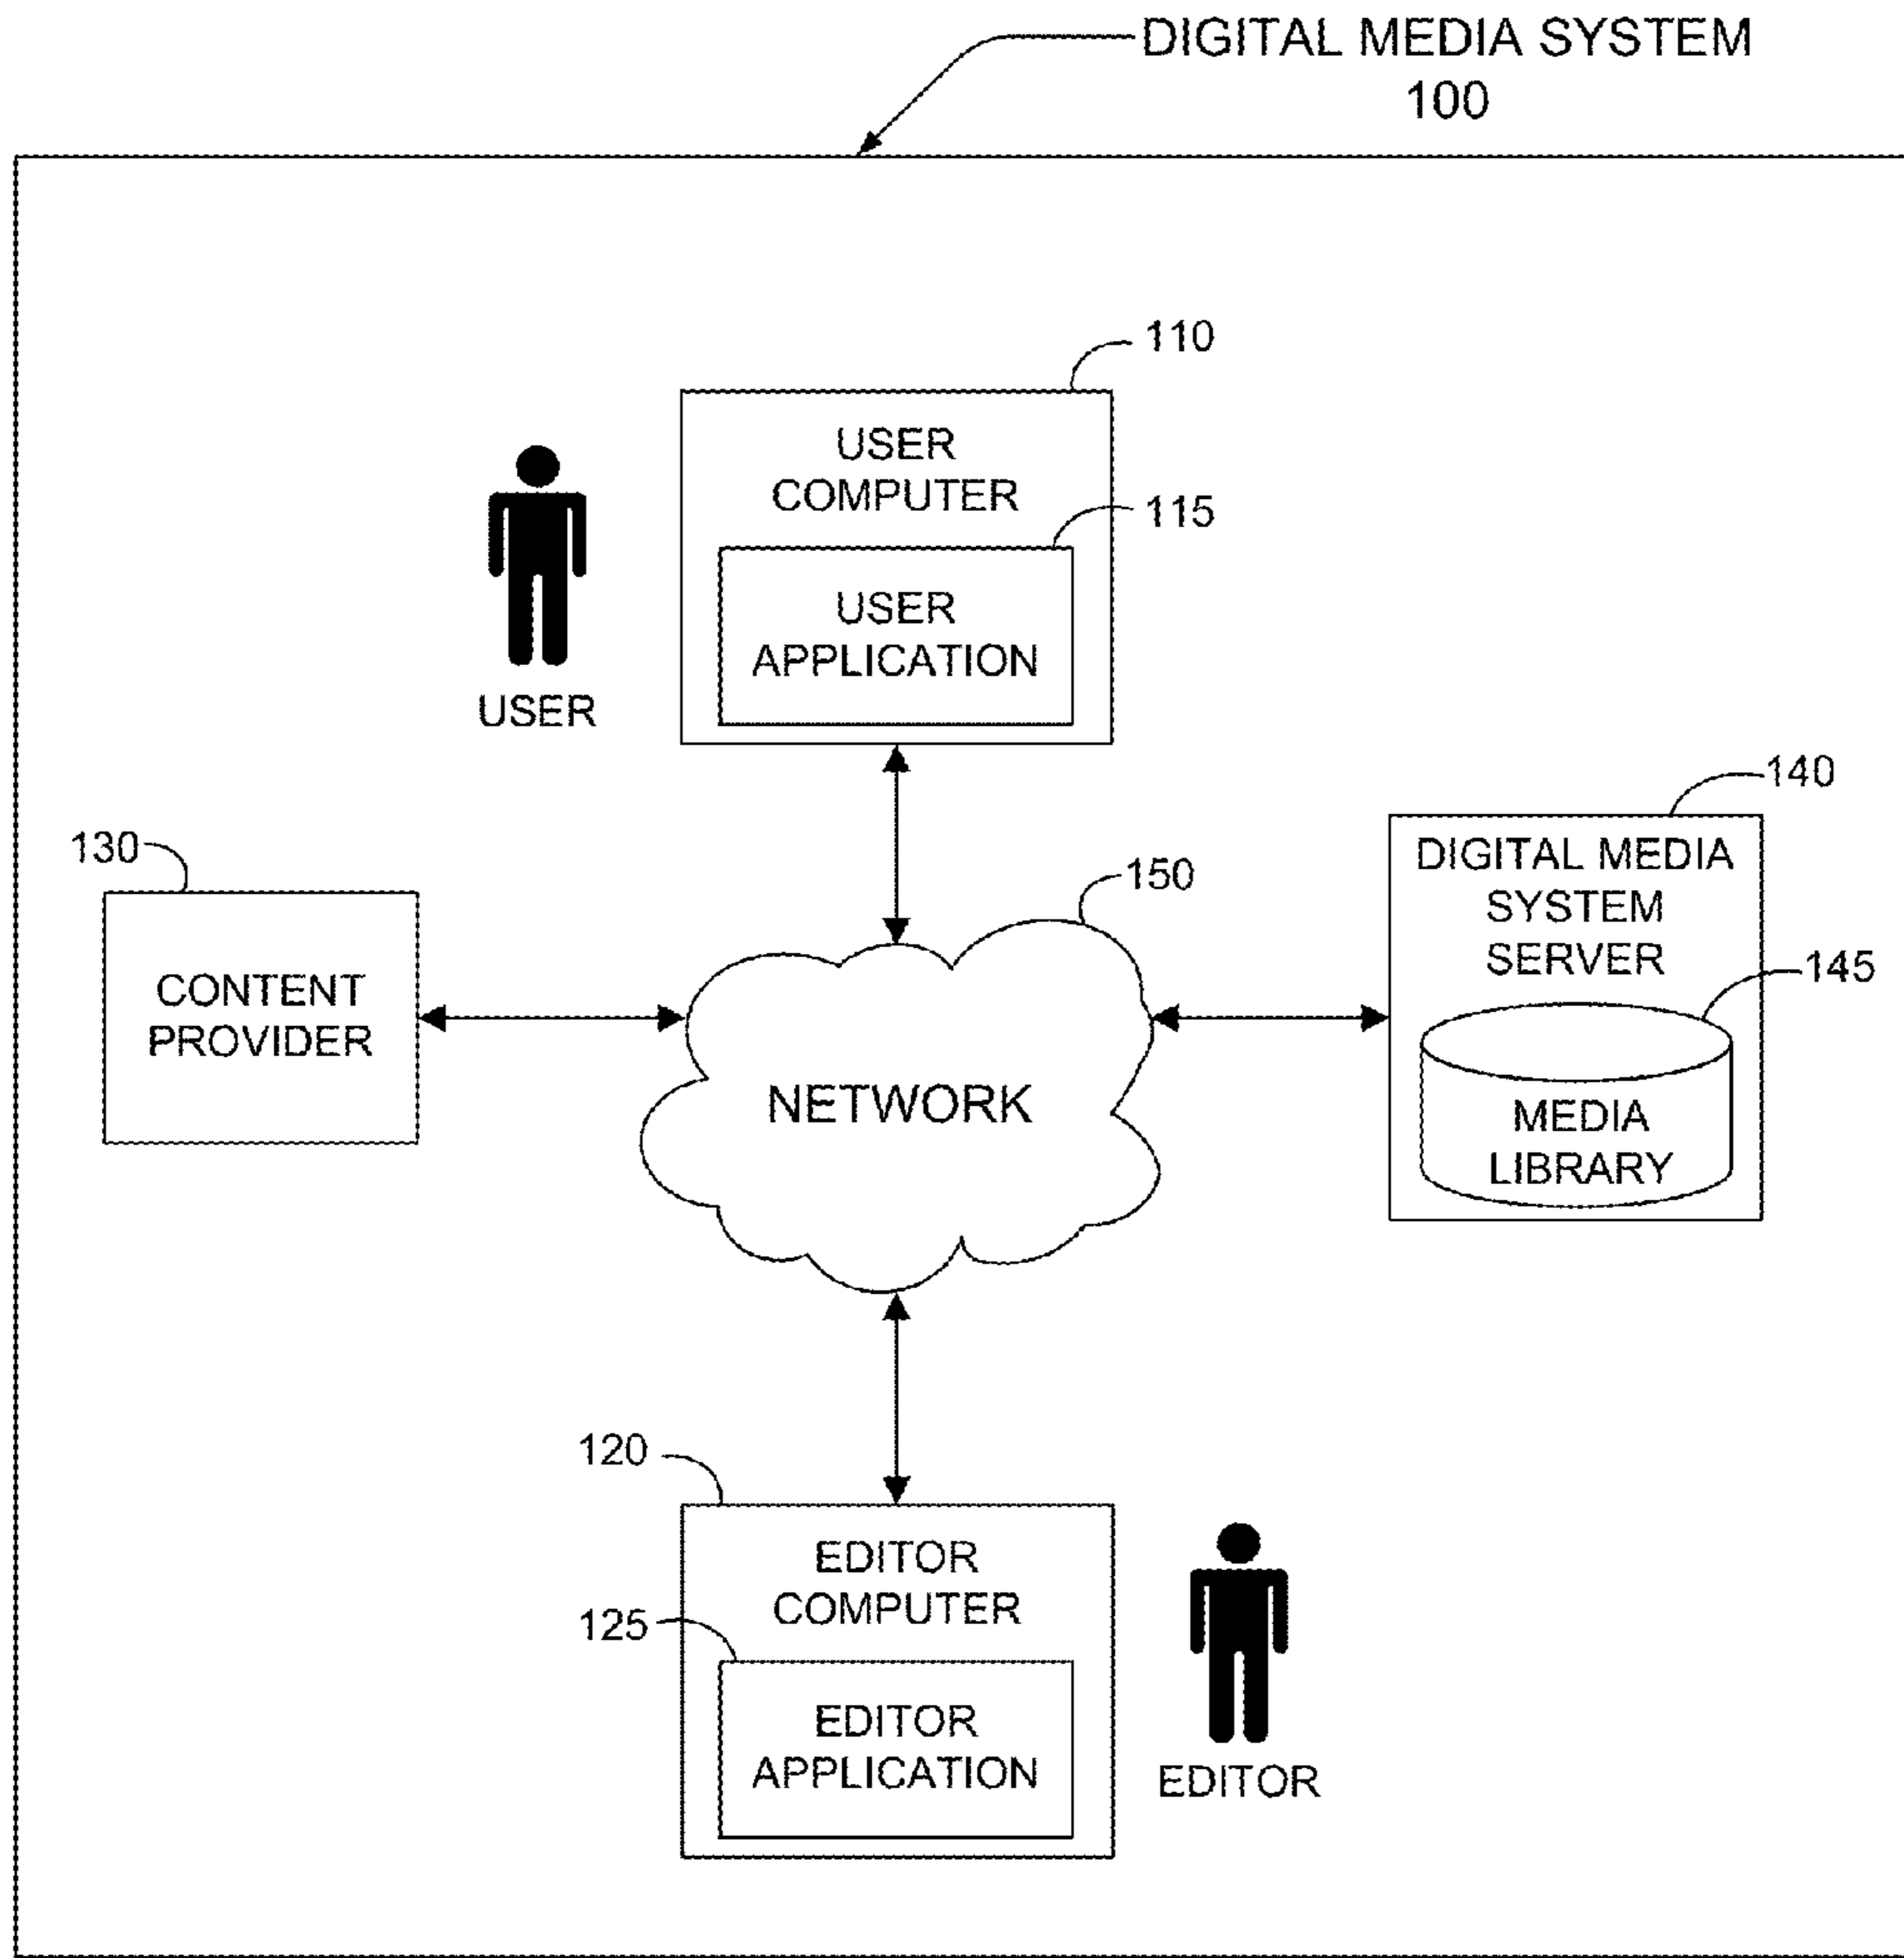 DIGITAL MEDIA SYSTEM
100
110
USER
COMPUTER
115
USER
APPLICATION
USER
140
DIGITAL MEDIA
SYSTEM
SERVER
145
MEDIA
LIBRARY
130
CONTENT
PROVIDER
150
NETWORK
120
EDITOR
COMPUTER
125
EDITOR
APPLICATION
EDITOR